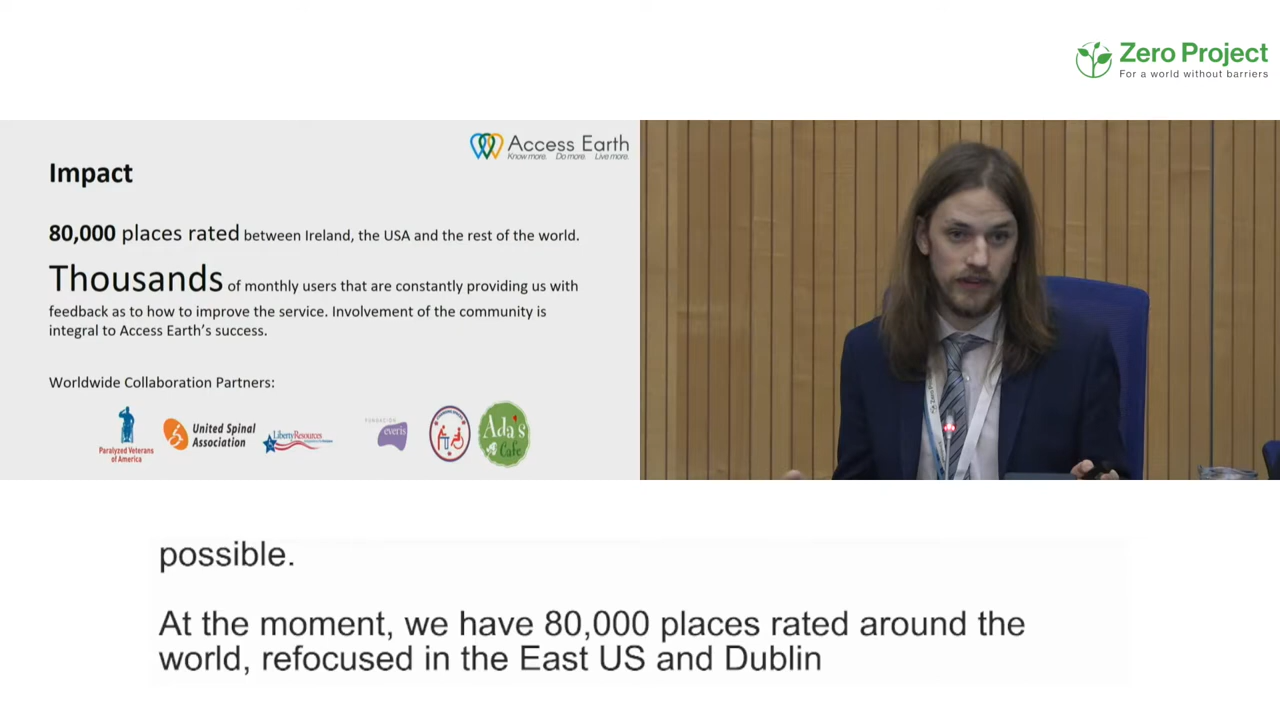 Zero Project
For a world without barriers
Access Earth
Know more. Do more. Live more.
Impact
80,000 places rated between Ireland, the USA and the rest of the world.
Thousands of monthly users that are constantly providing us with
feedback as to how to improve the service. Involvement of the community is
integral to Access Earth's success.
Worldwide Collaboration Partners:
Paralyzed Veterans
of America
United Spinal
Association
LibertyResources
FUNDACIÓN
everis
Ada's
Café
possible.
At the moment, we have 80,000 places rated around the
world, refocused in the East US and Dublin